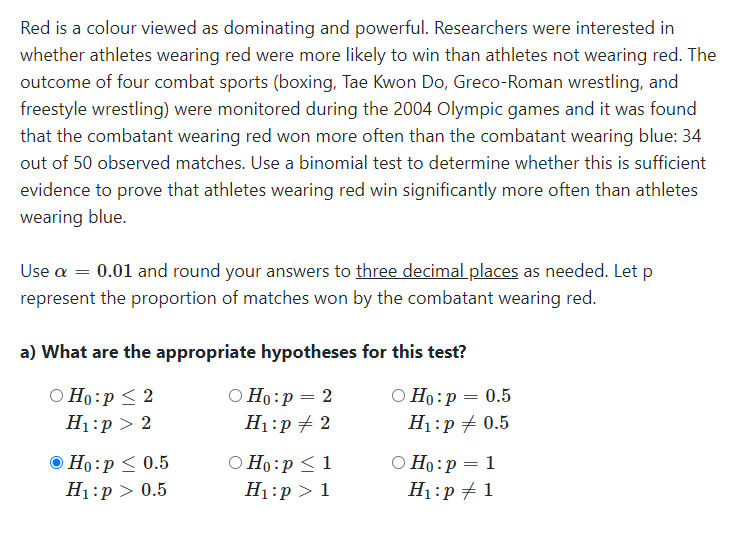 Red is a colour viewed as dominating and powerful. Researchers were interested in
whether athletes wearing red were more likely to win than athletes not wearing red. The
outcome of four combat sports (boxing, Tae Kwon Do, Greco-Roman wrestling, and
freestyle wrestling) were monitored during the 2004 Olympic games and it was found
that the combatant wearing red won more often than the combatant wearing blue: 34
out of 50 observed matches. Use a binomial test to determine whether this is sufficient
evidence to prove that athletes wearing red win significantly more often than athletes
wearing blue.
Use α = 0.01 and round your answers to three decimal places as needed. Let p
represent the proportion of matches won by the combatant wearing red.
a) What are the appropriate hypotheses for this test?
H₀: p ≤ 2 H₀: p = 2 H₀: p = 0.5
H₁: p > 2 H₁: p ≠ 2 H₁: p ≠ 0.5
H₀: p ≤ 0.5 H₀: p ≤ 1 H₀: p = 1
H₁: p > 0.5 H₁: p > 1 H₁: p ≠ 1